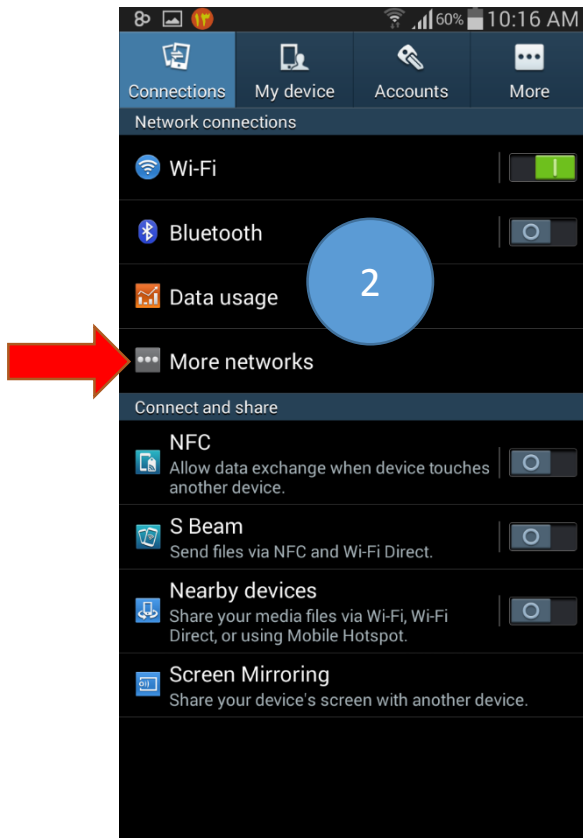 ۱۳ 60% 10:16 AM
Connections My device Accounts More
Network connections
Wi-Fi
Bluetooth
2
Data usage
More networks
Connect and share
NFC
Allow data exchange when device touches
another device.
S Beam
Send files via NFC and Wi-Fi Direct.
Nearby devices
Share your media files via Wi-Fi, Wi-Fi
Direct, or using Mobile Hotspot.
Screen Mirroring
Share your device's screen with another device.